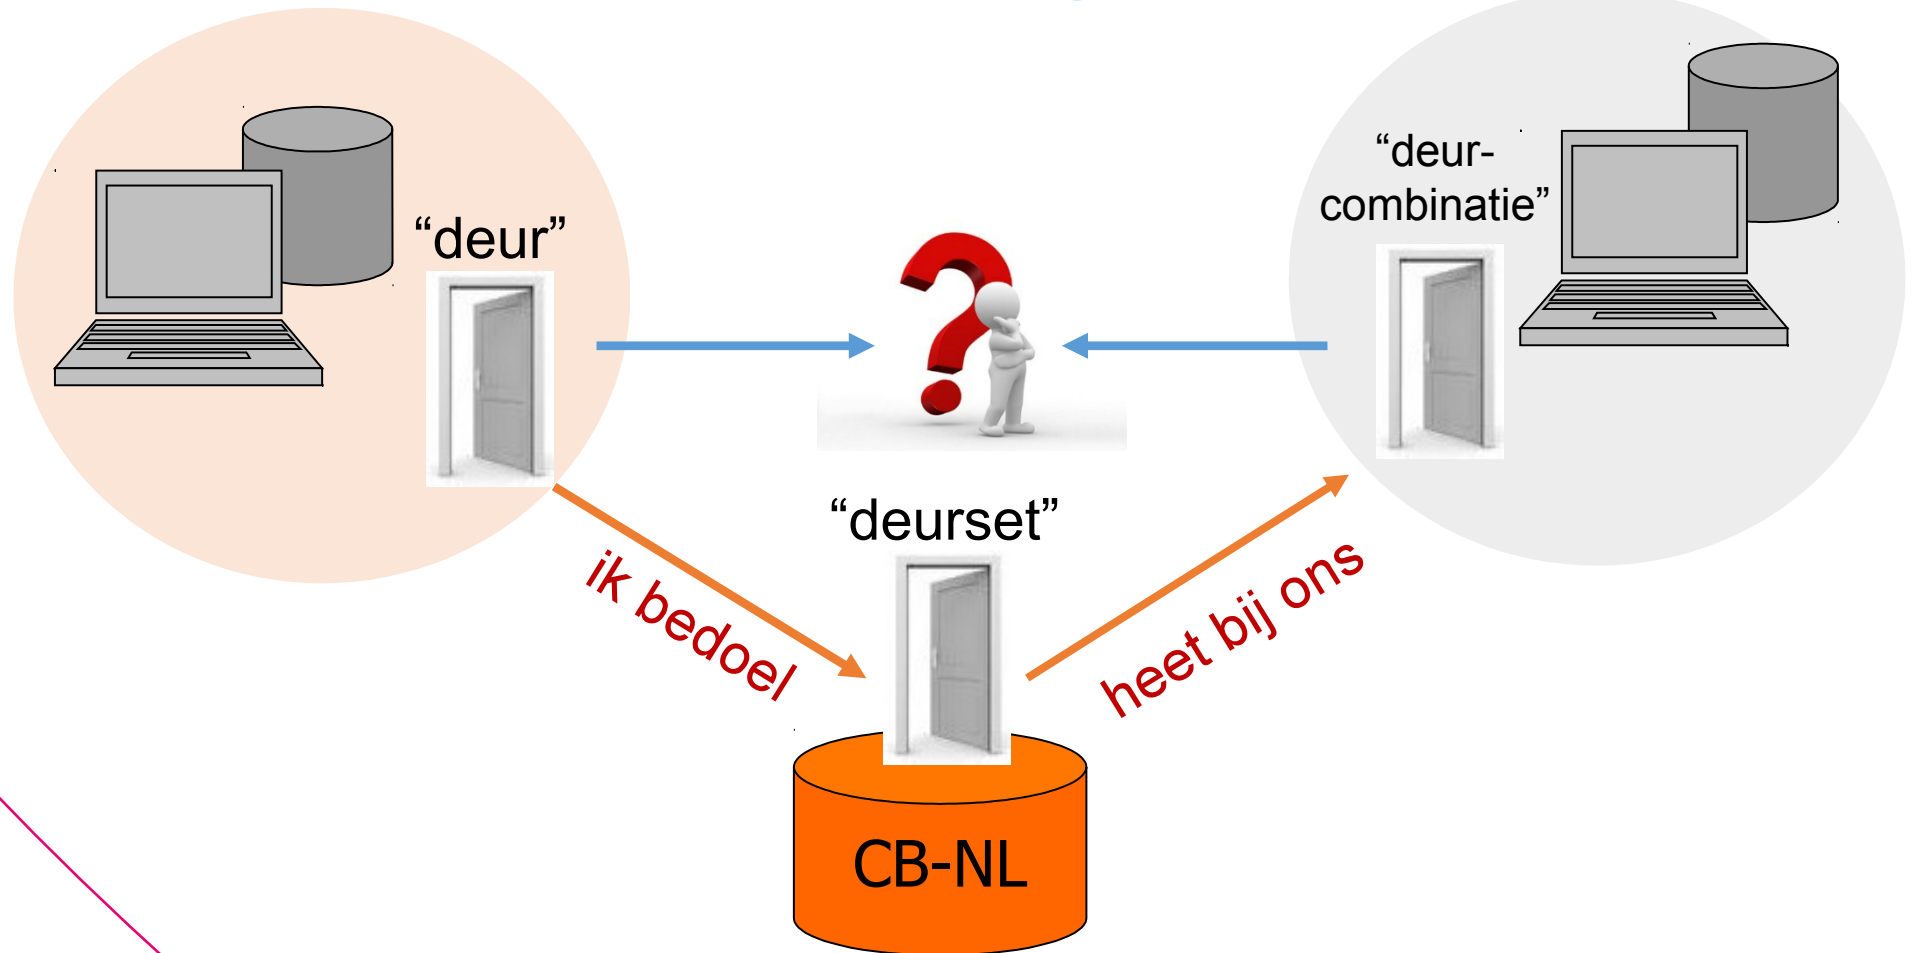 “deur”
“deur-
combinatie”
“deurset”
ik bedoel
heet bij ons
CB-NL